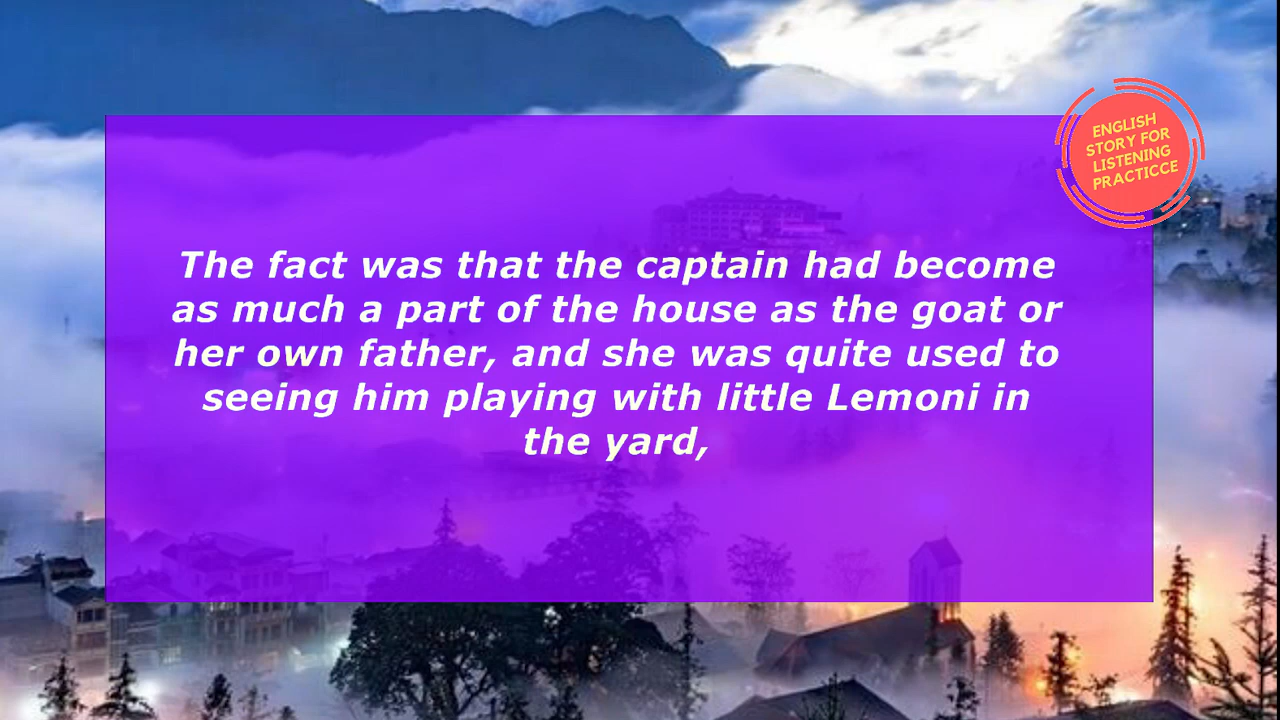 ENGLISH
STORY FOR
LISTENING
PRACTICCE
The fact was that the captain had become
as much a part of the house as the goat or
her own father, and she was quite used to
seeing him playing with little Lemoni in
the yard,